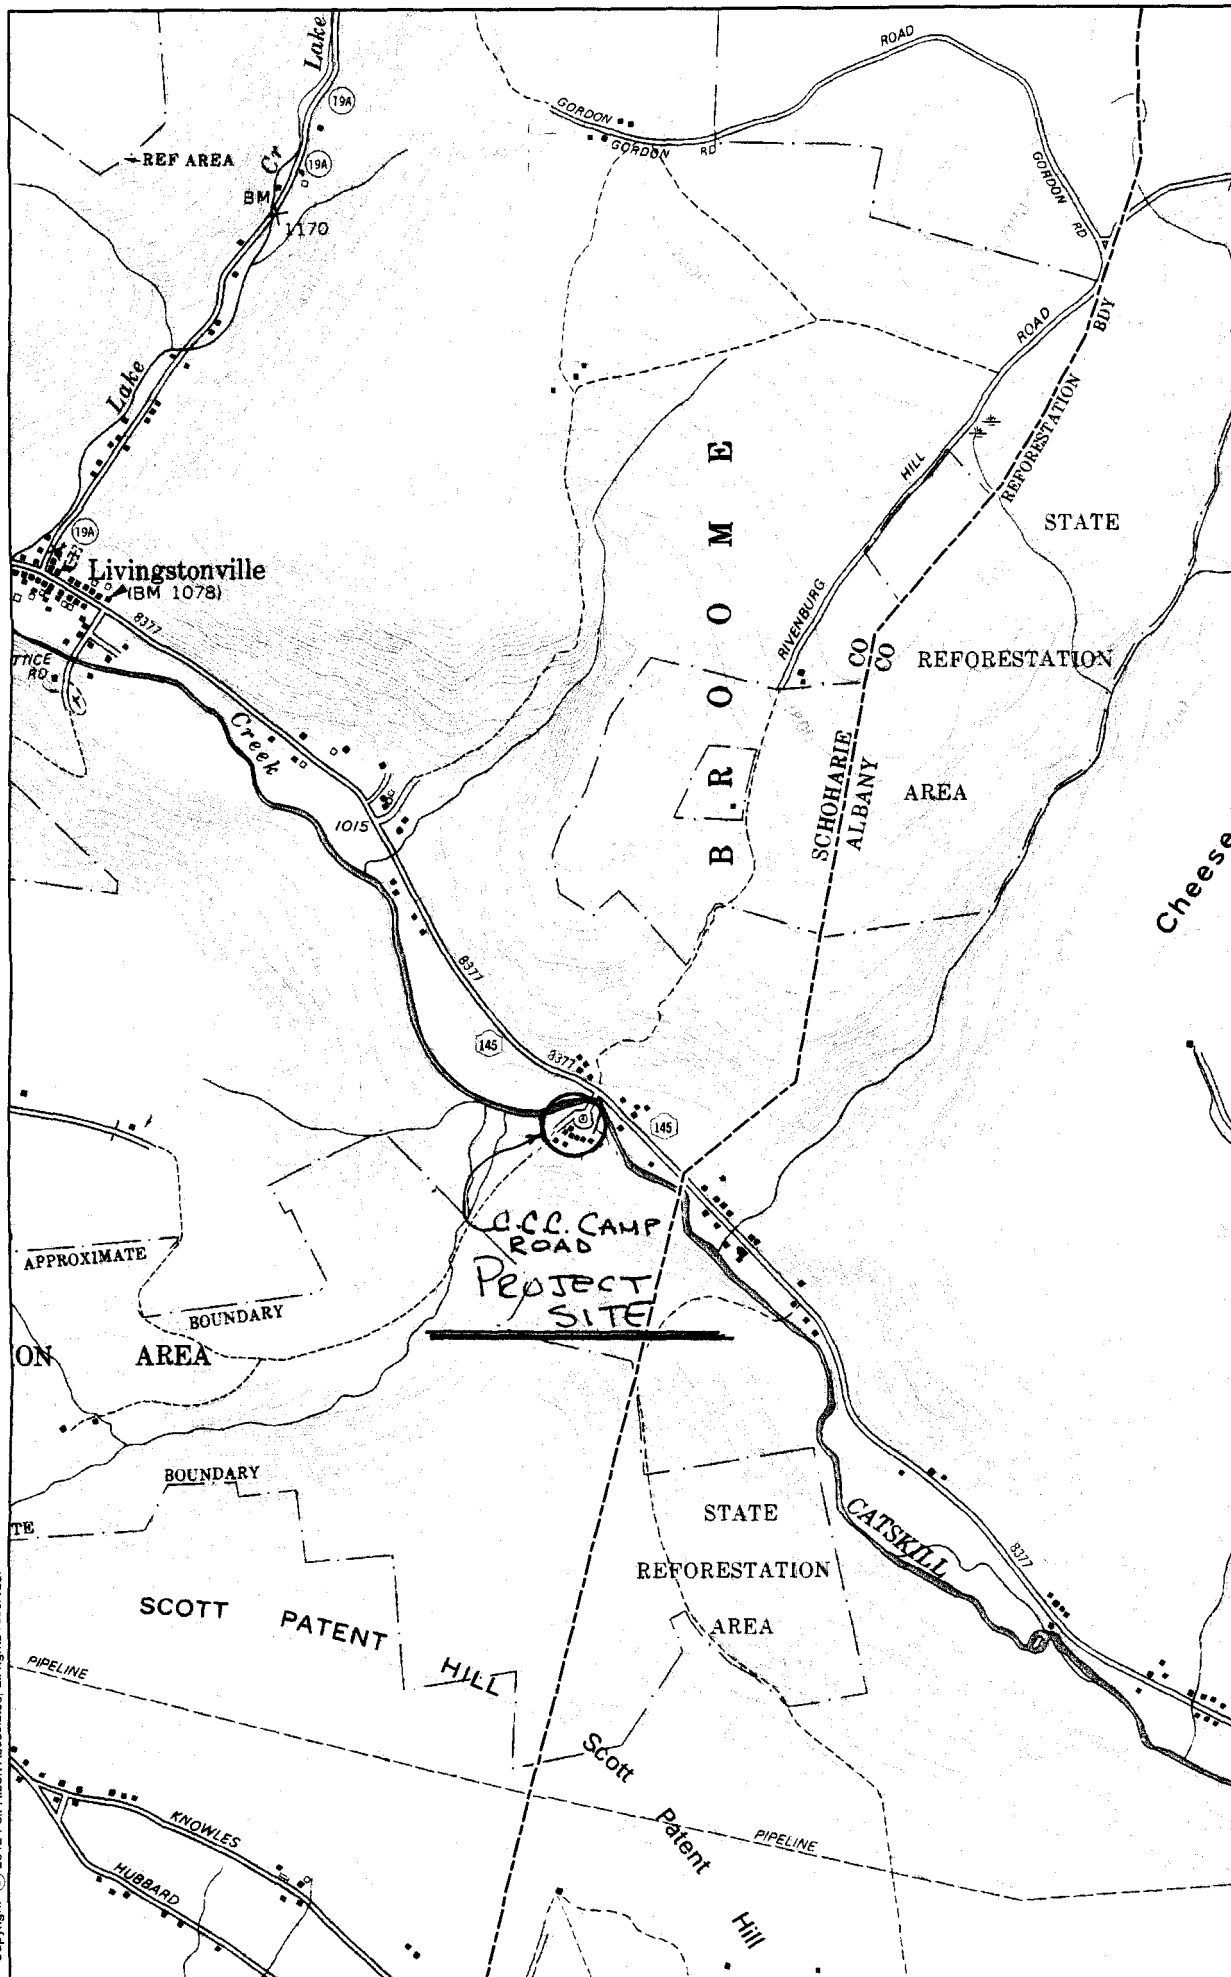 Lake
19A
ROAD
GORDON
GORDON RD
REF AREA
Cr
19A
BM
1170
GORDON RD
ROAD
BDY
Lake
REFORESTATION
HILL
STATE
19A
Livingstonville
(BM 1078)
8377
RIVENBURG
BROOME
TTICE
RD
CO
CO
REFORESTATION
Creek
SCHOHARIE
ALBANY
AREA
1015
Cheese
8377
145
8377
145
C.C.C. CAMP
ROAD
PROJECT
SITE
APPROXIMATE
BOUNDARY
ON AREA
BOUNDARY
TE
STATE
REFORESTATION
AREA
CATSKILL
8377
SCOTT PATENT
HILL
PIPELINE
Scott
Patent
Hill
PIPELINE
KNOWLES
HUBBARD